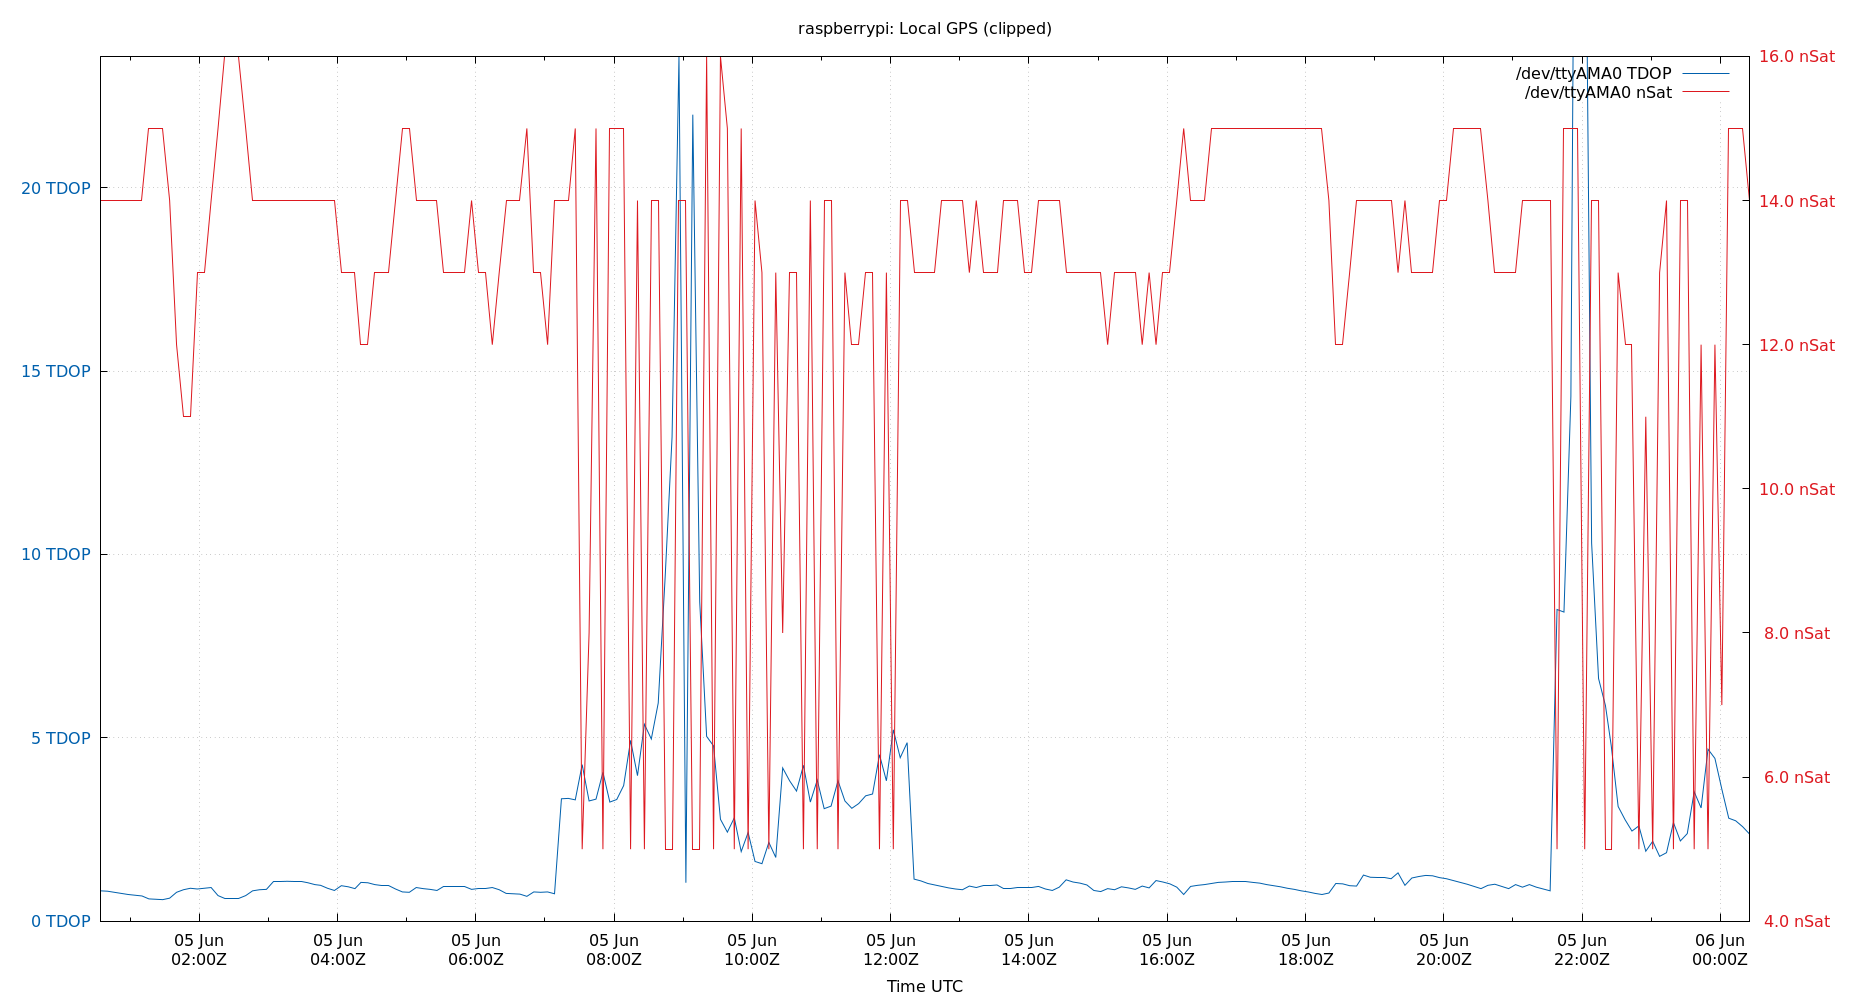 raspberrypi: Local GPS (clipped)
/dev/ttyAMA0 TDOP
/dev/ttyAMA0 nSat
20 TDOP
15 TDOP
10 TDOP
5 TDOP
0 TDOP
16.0 nSat
14.0 nSat
12.0 nSat
10.0 nSat
8.0 nSat
6.0 nSat
4.0 nSat
05 Jun 05 Jun 05 Jun 05 Jun 05 Jun 05 Jun 05 Jun 05 Jun 05 Jun 05 Jun 05 Jun 06 Jun
02:00Z 04:00Z 06:00Z 08:00Z 10:00Z 12:00Z 14:00Z 16:00Z 18:00Z 20:00Z 22:00Z 00:00Z
Time UTC